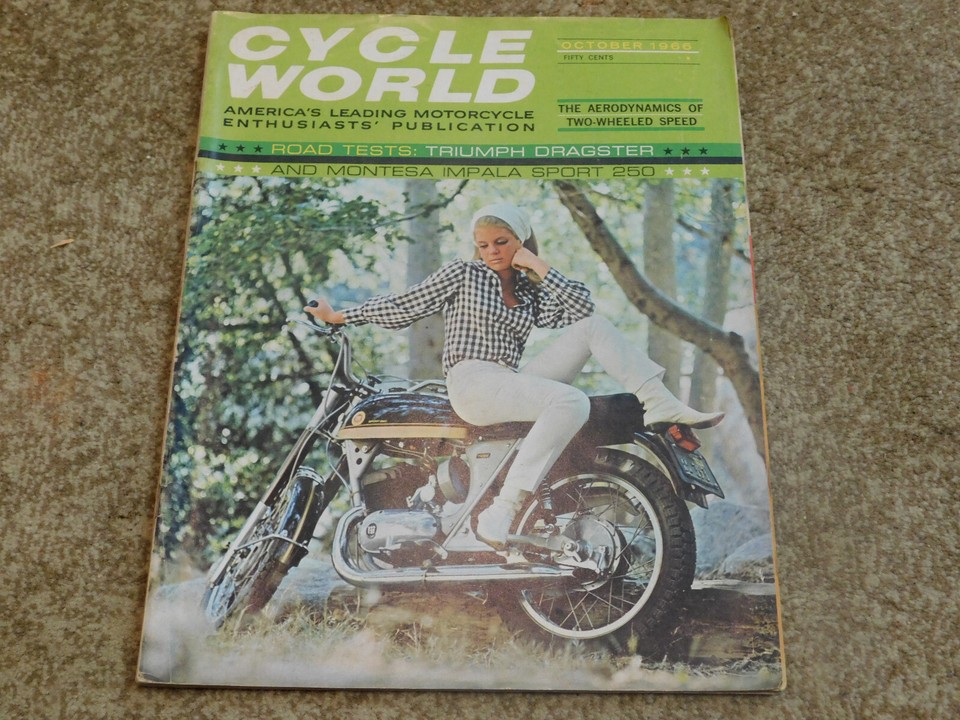 CYCLE
WORLD
AMERICA'S LEADING MOTORCYCLE
ENTHUSIASTS' PUBLICATION
OCTOBER 1966
FIFTY CENTS
THE AERODYNAMICS OF
TWO-WHEELED SPEED
★ ★ ★ ROAD TESTS: TRIUMPH DRAGSTER ★ ★ ★
★ ★ ★ AND MONTESA IMPALA SPORT 250 ★ ★ ★